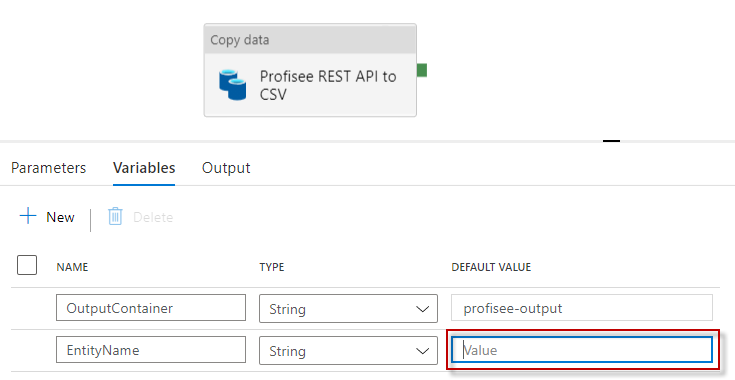 Copy data
Profisee REST API to
CSV
Parameters Variables Output
New Delete
NAME TYPE DEFAULT VALUE
OutputContainer String profisee-output
EntityName String Value